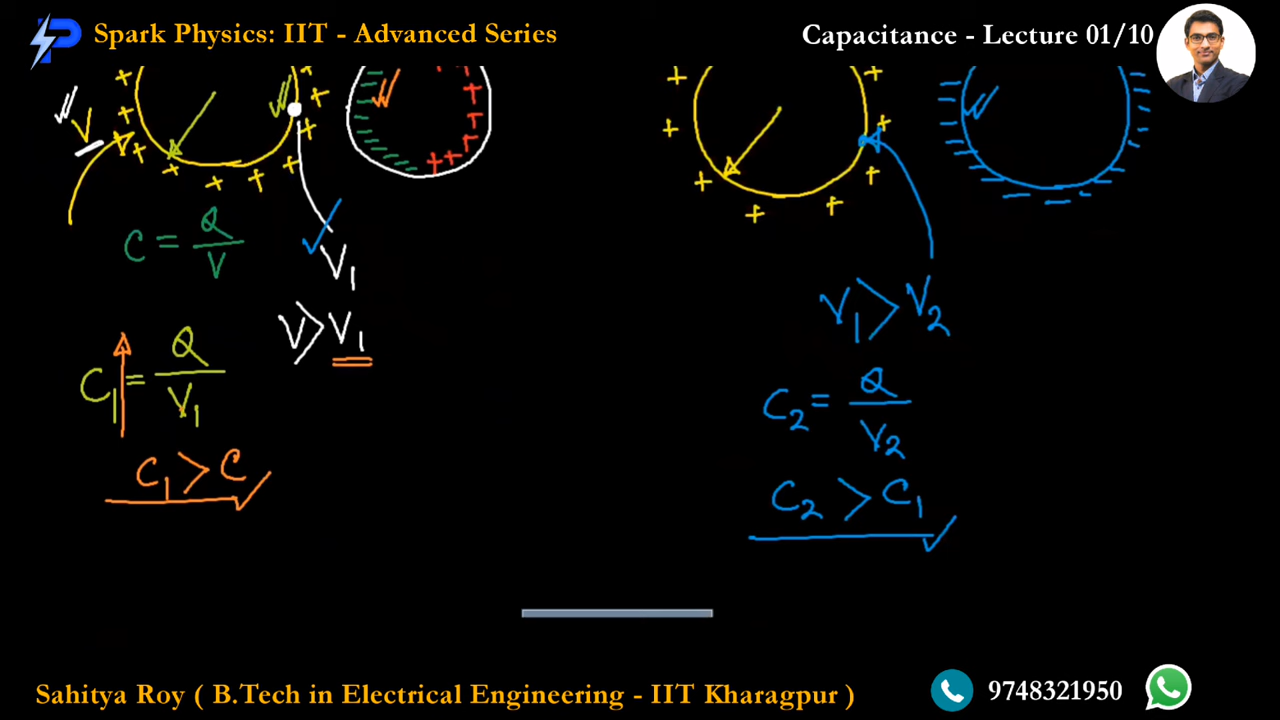 Spark Physics: IIT - Advanced Series
Capacitance - Lecture 01/10
V
C = Q/V
V₁
V > V₁
C₁ = Q/V₁
C₁ > C
V₁ > V₂
C₂ = Q/V₂
C₂ > C₁
Sahitya Roy ( B.Tech in Electrical Engineering - IIT Kharagpur )
9748321950